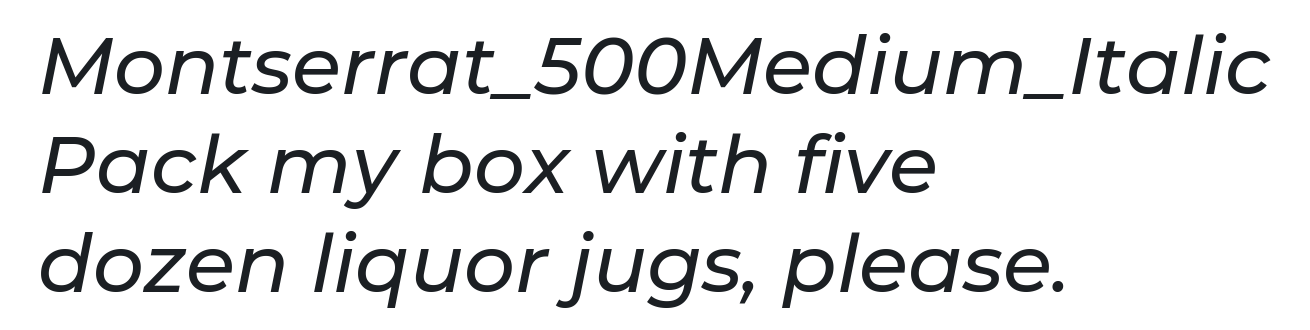 Montserrat_500Medium_Italic
Pack my box with five
dozen liquor jugs, please.